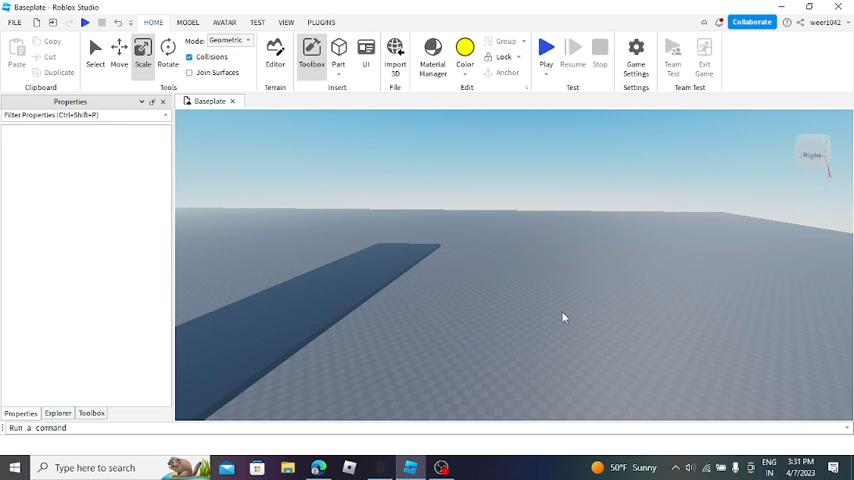 Baseplate - Roblox Studio
FILE HOME MODEL AVATAR TEST VIEW PLUGINS Collaborate weer1042
Paste Copy Cut Duplicate Clipboard
Select Move Scale Rotate Mode: Geometric Collisions Join Surfaces Tools
Editor Terrain
Toolbox Part UI Insert
Import 3D File
Material Manager Color Group Lock Anchor Edit
Play Resume Stop Test
Game Settings Settings
Team Test Exit Game Team Test
Properties Baseplate
Filter Properties (Ctrl+Shift+P)
Right
X
Properties Explorer Toolbox
Run a command
Type here to search 50°F Sunny ENG IN 3:31 PM 4/7/2023